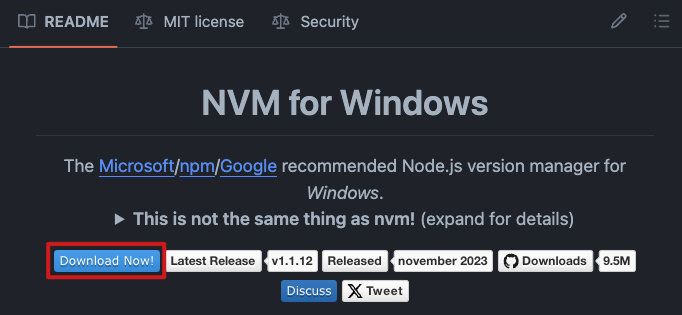 README MIT license Security
NVM for Windows
The Microsoft/npm/Google recommended Node.js version manager for
Windows.
This is not the same thing as nvm! (expand for details)
Download Now! Latest Release v1.1.12 Released november 2023 Downloads 9.5M
Discuss Tweet